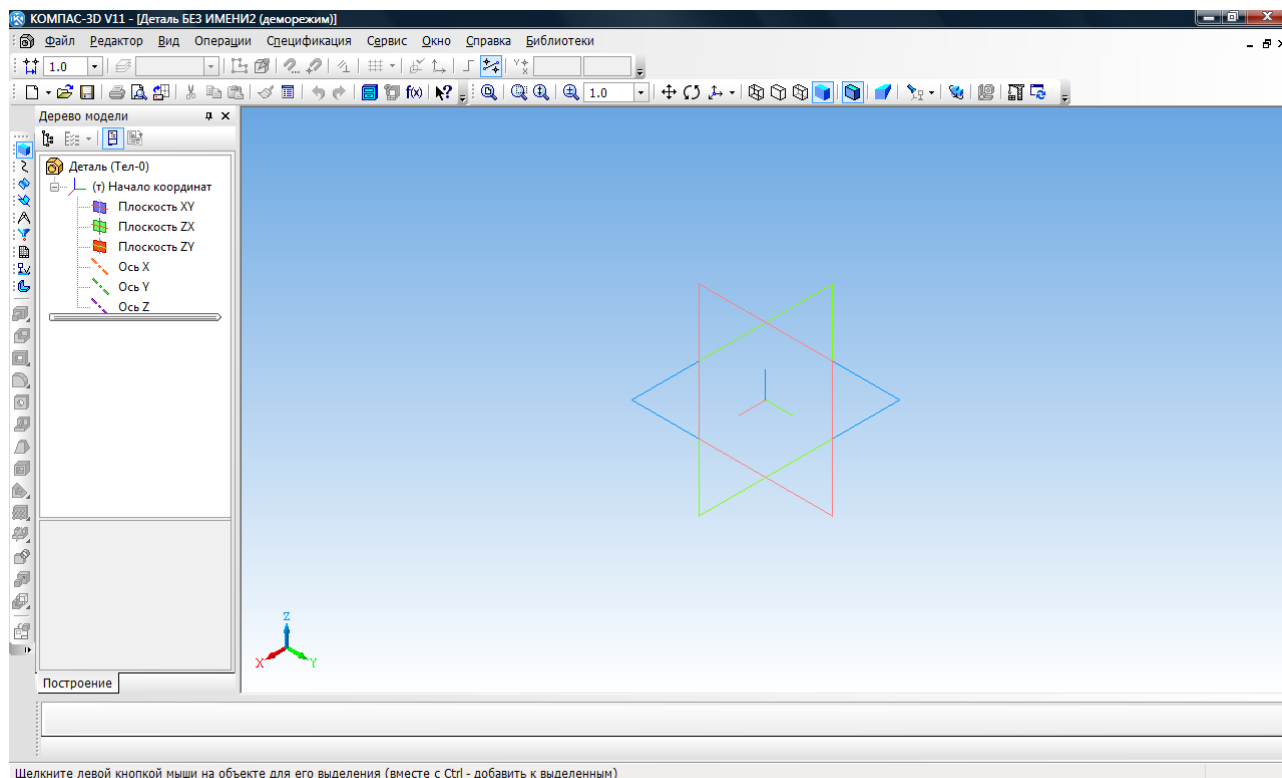 КОМПАС-3D V11 - [Деталь БЕЗ ИМЕНИ2 (деморежим)]
Файл Редактор Вид Операции Спецификация Сервис Окно Справка Библиотеки
1.0
f(x) 1.0
Дерево модели
Деталь (Тел-0)
(т) Начало координат
Плоскость XY
Плоскость ZX
Плоскость ZY
Ось X
Ось Y
Ось Z
Z
X Y
Построение
Щелкните левой кнопкой мыши на объекте для его выделения (вместе с Ctrl - добавить к выделенным)